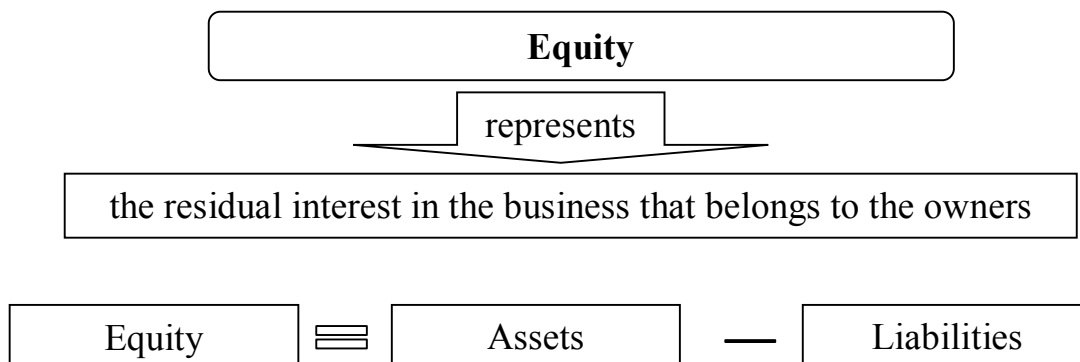 Equity
represents
the residual interest in the business that belongs to the owners
Equity = Assets — Liabilities